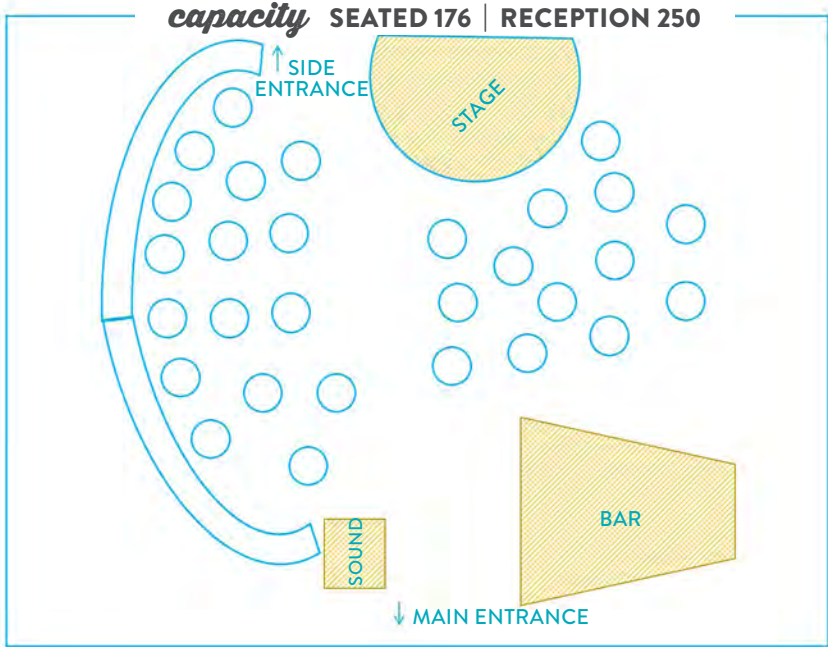 capacity SEATED 176 | RECEPTION 250
↑ SIDE
ENTRANCE
STAGE
SOUND
BAR
↓ MAIN ENTRANCE